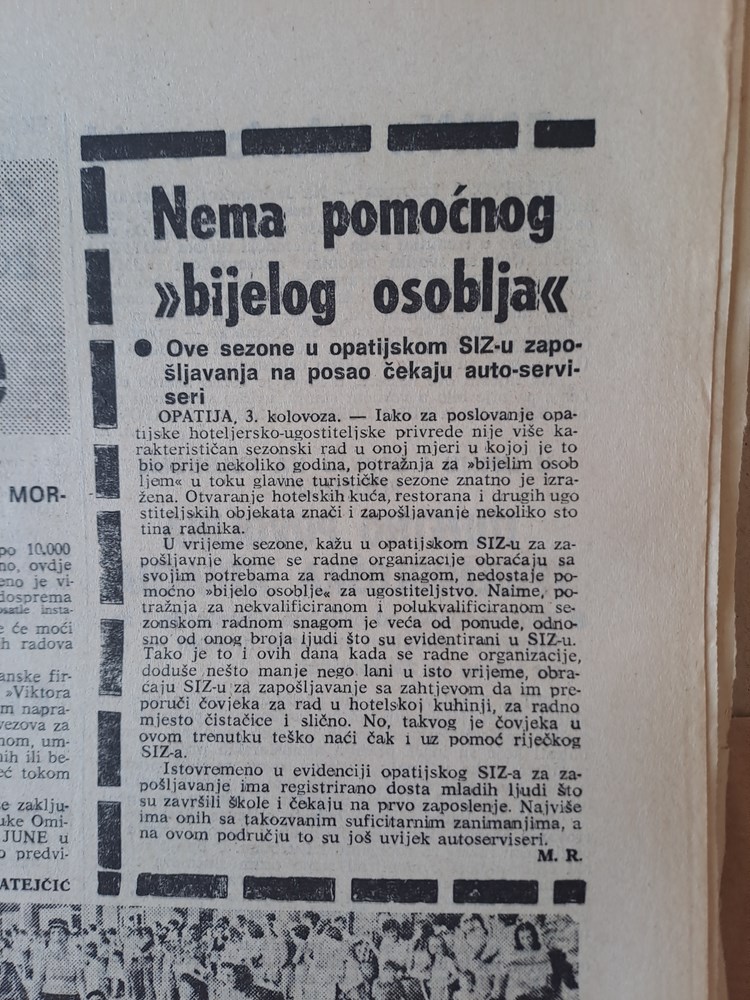 Nema pomoćnog
»bijelog osoblja«
● Ove sezone u opatijskom SIZ-u zapo-
šljavanja na posao čekaju auto-servi-
seri
OPATIJA, 3. kolovoza. — Iako za poslovanje opa-
tijske hoteljersko-ugostiteljske privrede nije više ka-
rakterističan sezonski rad u onoj mjeri u kojoj je to
bio prije nekoliko godina, potražnja za »bijelim osob
ljem« u toku glavne turističke sezone znatno je izra-
žena. Otvaranje hotelskih kuća, restorana i drugih ugo
stiteljskih objekata znači i zapošljavanje nekoliko sto
tina radnika.
U vrijeme sezone, kažu u opatijskom SIZ-u za za-
pošljavnje kome se radne organizacije obraćaju sa
svojim potrebama za radnom snagom, nedostaje po-
moćno »bijelo osoblje« za ugostiteljstvo. Naime, po-
tražnja za nekvalificiranom i polukvalificiranom se-
zonskom radnom snagom je veća od ponude, odno-
sno od onog broja ljudi što su evidentirani u SIZ-u.
Tako je to i ovih dana kada se radne organizacije,
doduše nešto manje nego lani u isto vrijeme, obra-
ćaju SIZ-u za zapošljavanje sa zahtjevom da im pre-
poruči čovjeka za rad u hotelskoj kuhinji, za radno
mjesto čistačice i slično. No, takvog je čovjeka u
ovom trenutku teško naći čak i uz pomoć riječkog
SIZ-a.
Istovremeno u evidenciji opatijskog SIZ-a za za-
pošljavanje ima registrirano dosta mladih ljudi što
su završili škole i čekaju na prvo zaposlenje. Najviše
ima onih sa takozvanim suficitarnim zanimanjima, a
na ovom području to su još uvijek autoserviseri.
M. R.
MOR-
po 10.000
no, ovdje
eno je vi-
dosprema
osatle insta-
e će moći
h radova
anske fir-
»Viktora
m napra-
vezova za
nom, um-
nih ili be-
eć tokom
e zaklju-
uke Omi-
JUNE u
o predvi-
ATEJČIĆ